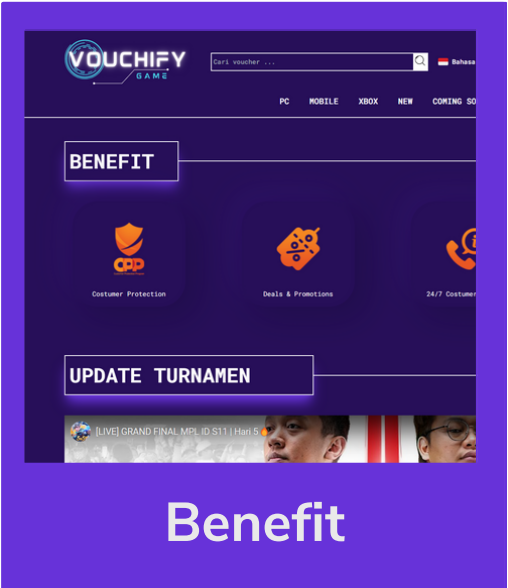 VOUCHIFY
GAME
Cari voucher ...
Bahasa
PC MOBILE XBOX NEW COMING SO
BENEFIT
CPP
Costumer Protection
Deals & Promotions
24/7 Costumer
UPDATE TURNAMEN
[LIVE] GRAND FINAL MPL ID S11 | Hari 5
Benefit